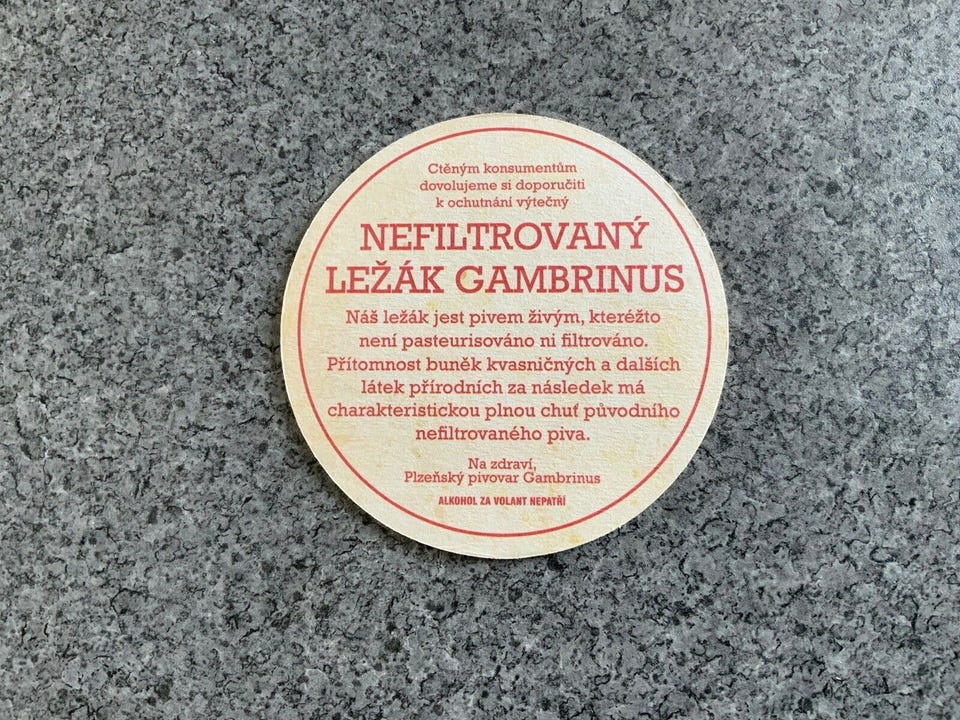 Ctěným konsumentům
dovolujeme si doporučiti
k ochutnání výtečný
NEFILTROVANÝ
LEŽÁK GAMBRINUS
Náš ležák jest pivem živým, kteréžto
není pasteurisováno ni filtrováno.
Přítomnost buněk kvasničných a dalších
látek přírodních za následek má
charakteristickou plnou chuť původního
nefiltrovaného piva.
Na zdraví,
Plzeňský pivovar Gambrinus
ALKOHOL ZA VOLANT NEPATŘÍ